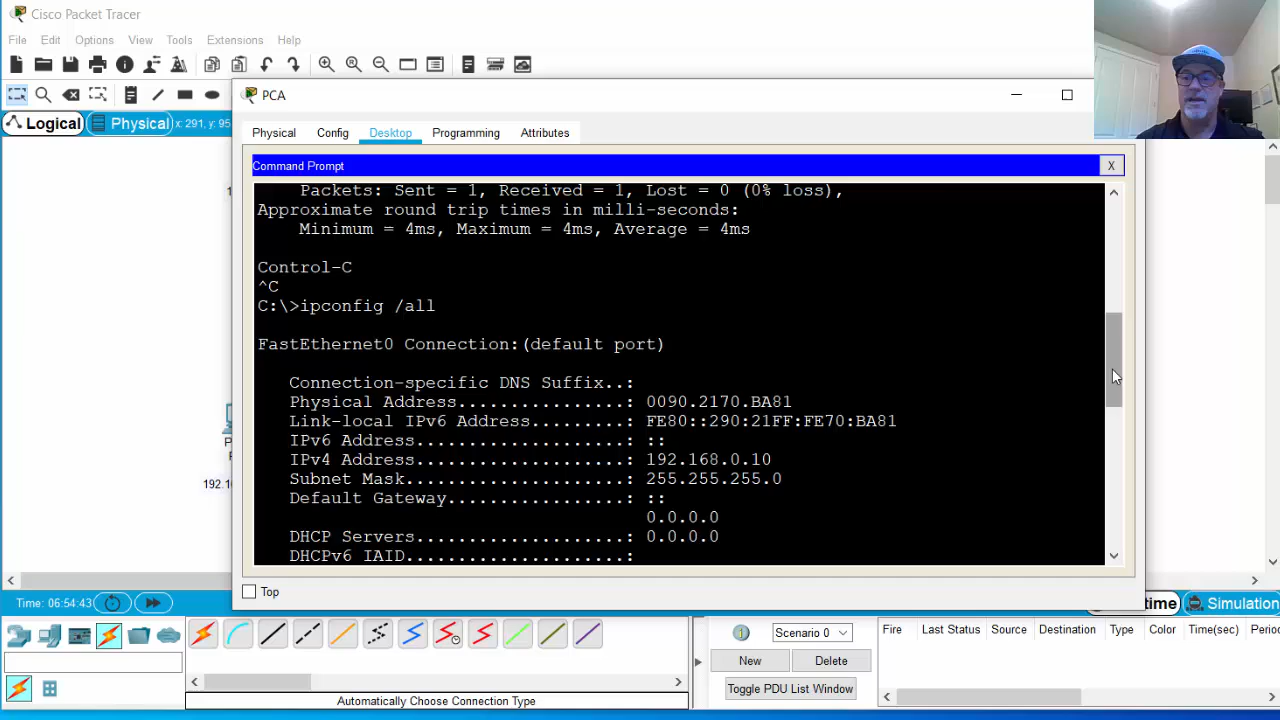 Cisco Packet Tracer
File Edit Options View Tools Extensions Help
PCA
Logical Physical x: 291, y: 95
Physical Config Desktop Programming Attributes
Command Prompt X
Packets: Sent = 1, Received = 1, Lost = 0 (0% loss),
Approximate round trip times in milli-seconds:
Minimum = 4ms, Maximum = 4ms, Average = 4ms
Control-C
^C
C:\>ipconfig /all
FastEthernet0 Connection:(default port)
Connection-specific DNS Suffix..:
Physical Address................: 0090.2170.BA81
Link-local IPv6 Address.........: FE80::290:21FF:FE70:BA81
IPv6 Address....................: ::
IPv4 Address....................: 192.168.0.10
Subnet Mask.....................: 255.255.255.0
Default Gateway.................: ::
0.0.0.0
DHCP Servers....................: 0.0.0.0
DHCPv6 IAID.....................:
192.16
Top
Time: 06:54:43
time Simulation
Scenario 0
New Delete
Toggle PDU List Window
Fire Last Status Source Destination Type Color Time(sec) Perio
Automatically Choose Connection Type